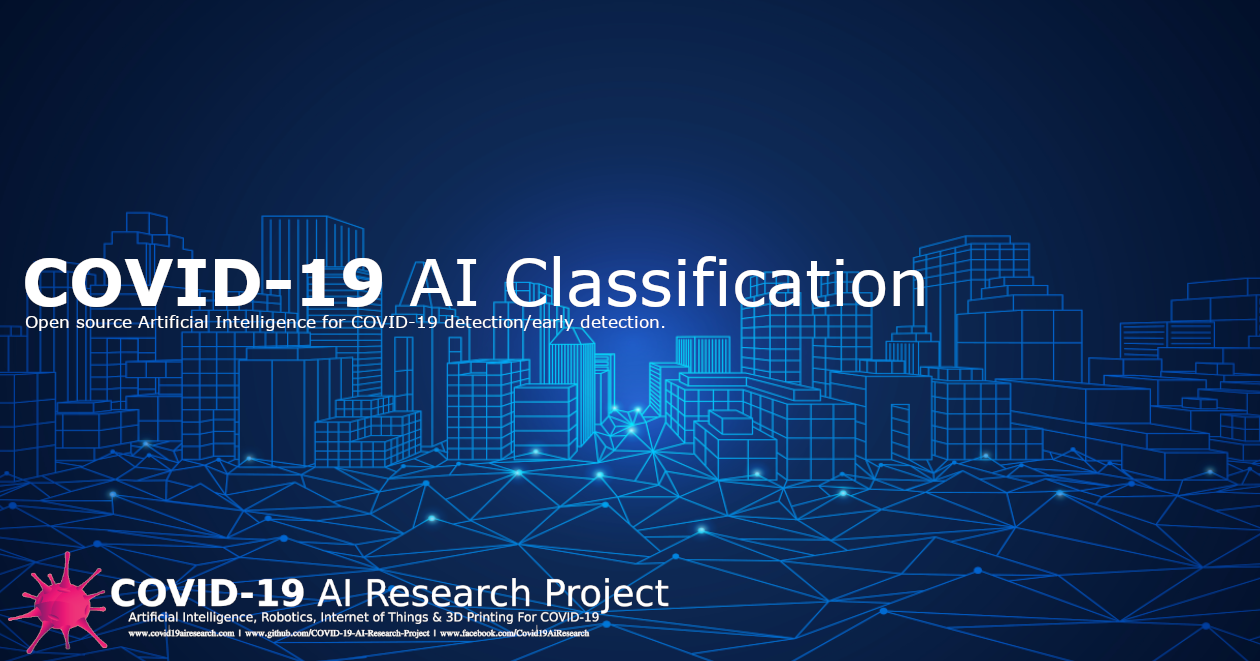 COVID-19 AI Classification
Open source Artificial Intelligence for COVID-19 detection/early detection.
COVID-19 AI Research Project
Artificial Intelligence, Robotics, Internet of Things & 3D Printing For COVID-19
www.covid19airesearch.com | www.github.com/COVID-19-AI-Research-Project | www.facebook.com/Covid19AiResearch